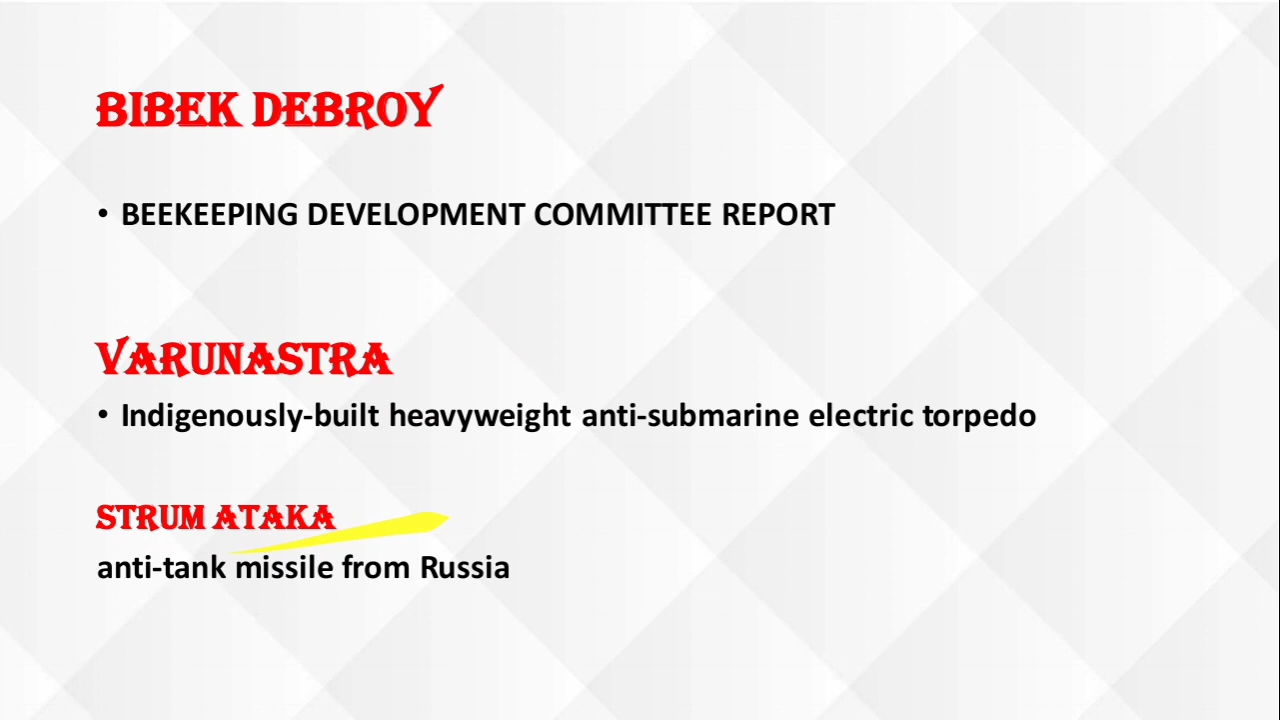 BIBEK DEBROY
• BEEKEEPING DEVELOPMENT COMMITTEE REPORT
VARUNASTRA
• Indigenously-built heavyweight anti-submarine electric torpedo
STRUM ATAKA
anti-tank missile from Russia